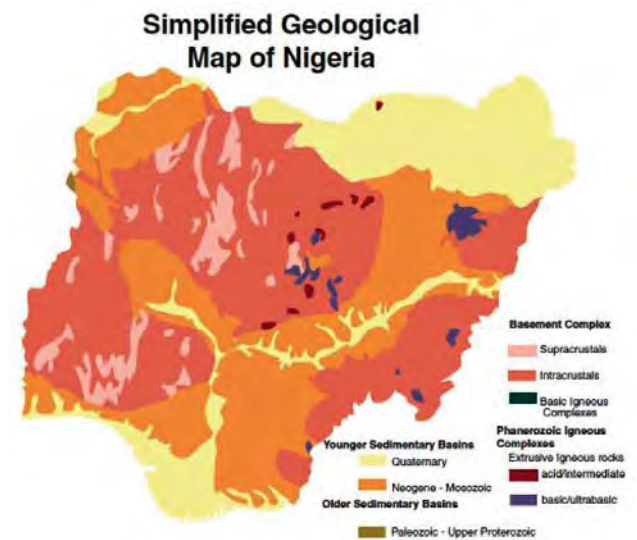 Simplified Geological
Map of Nigeria
Basement Complex
Supracrustals
Intracrustals
Basic Igneous
Complexes
Phanerozoic Igneous
Complexes
Extrusive Igneous rocks
acid/intermediate
basic/ultrabasic
Younger Sedimentary Basins
Quaternary
Neogene - Mosozoic
Older Sedimentary Basins
Paleozoic - Upper Proterozoic